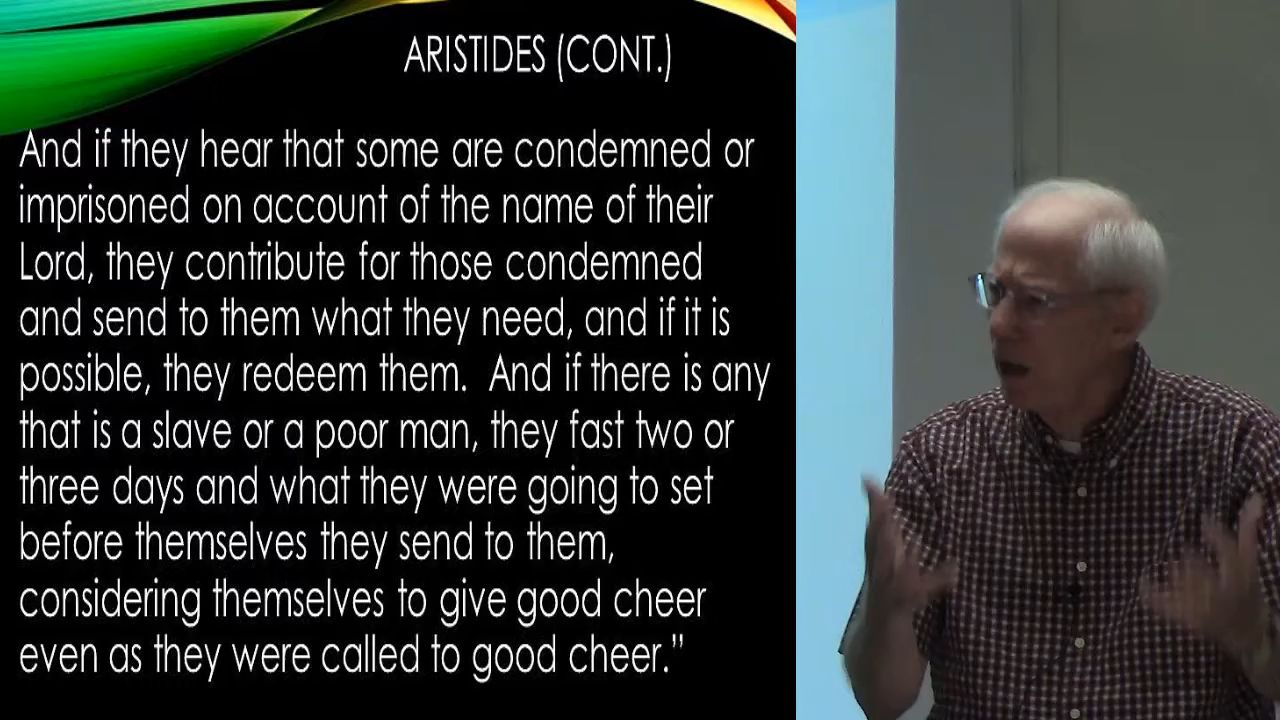 ARISTIDES (CONT.)
And if they hear that some are condemned or
imprisoned on account of the name of their
Lord, they contribute for those condemned
and send to them what they need, and if it is
possible, they redeem them.  And if there is any
that is a slave or a poor man, they fast two or
three days and what they were going to set
before themselves they send to them,
considering themselves to give good cheer
even as they were called to good cheer."